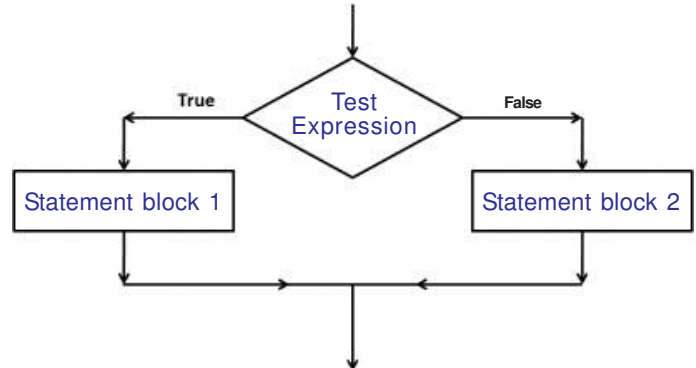 Test
Expression
True
False
Statement block 1
Statement block 2